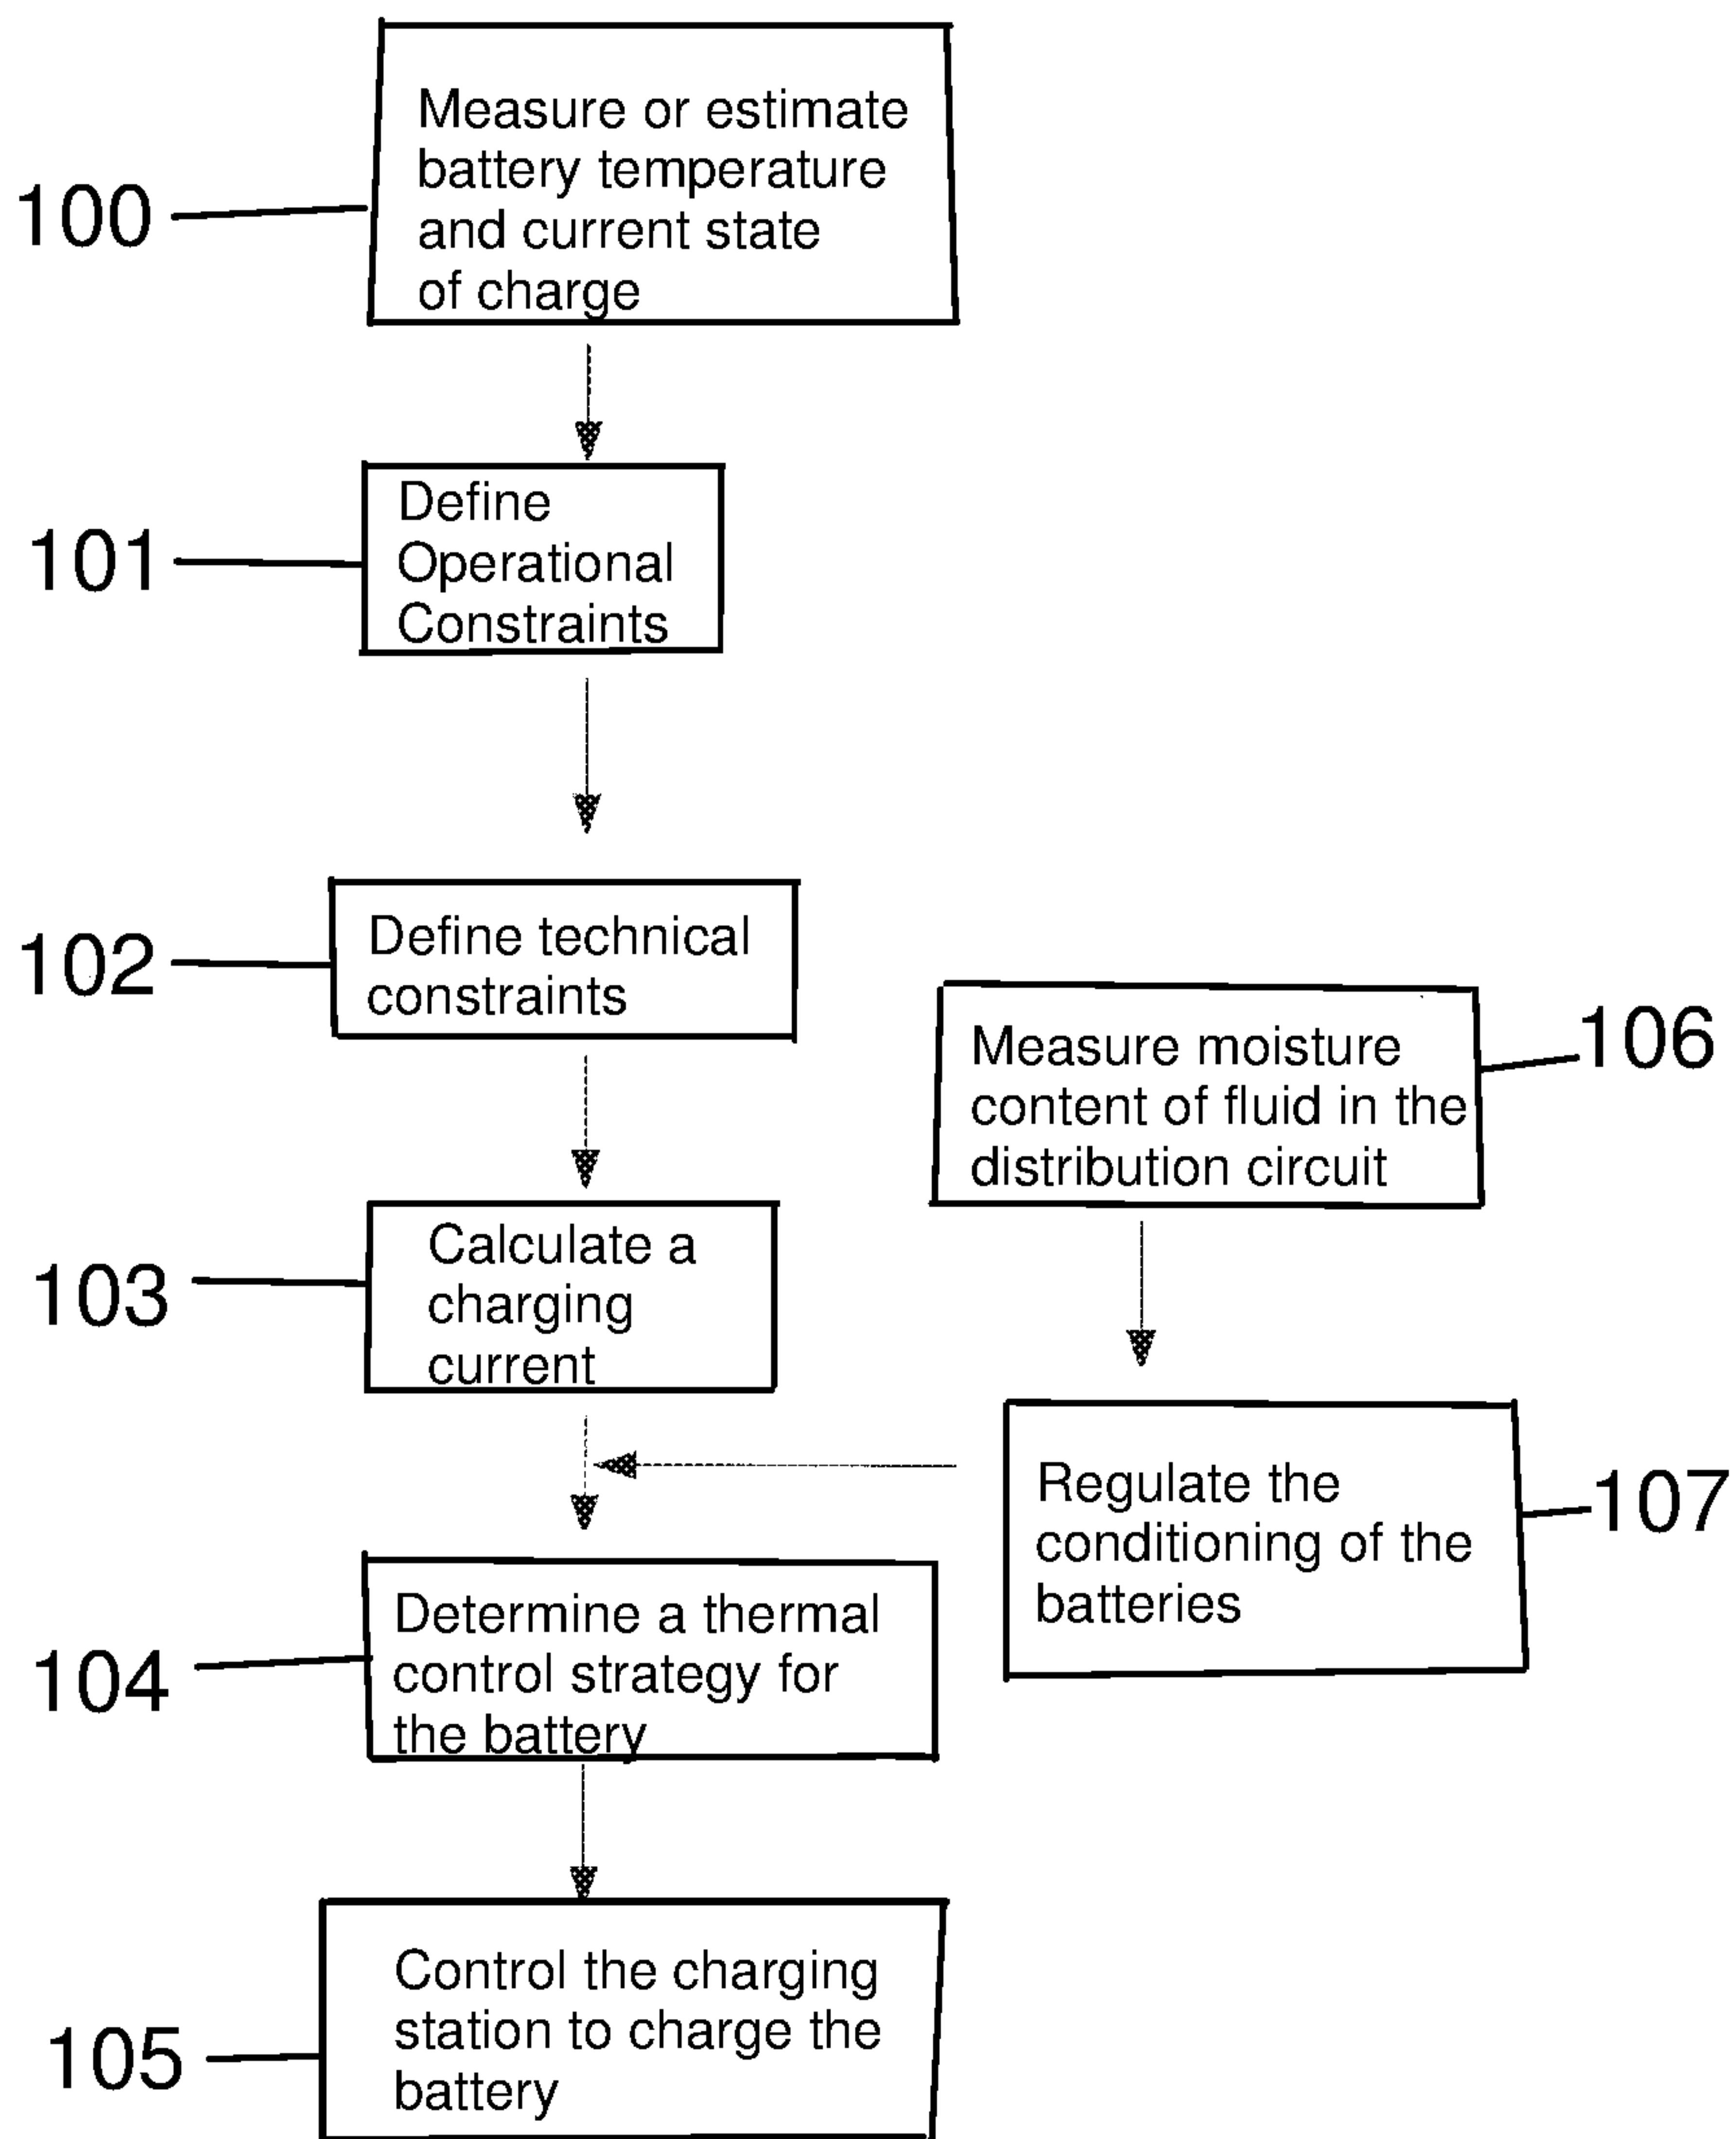 100
Measure or estimate
battery temperature
and current state
of charge
101
Define
Operational
Constraints
102
Define technical
constraints
106
Measure moisture
content of fluid in the
distribution circuit
103
Calculate a
charging
current
107
Regulate the
conditioning of the
batteries
104
Determine a thermal
control strategy for
the battery
105
Control the charging
station to charge the
battery